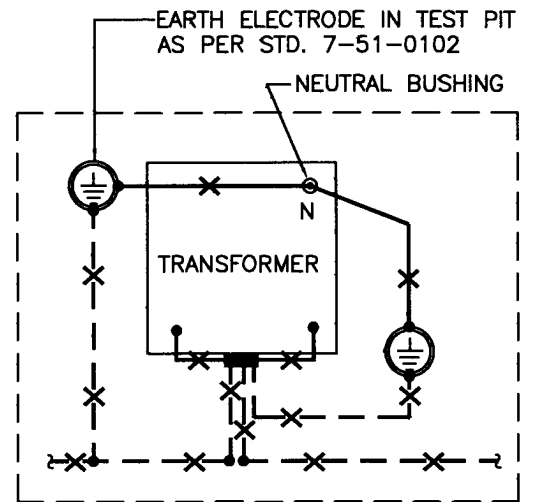 EARTH ELECTRODE IN TEST PIT
AS PER STD. 7-51-0102
NEUTRAL BUSHING
N
TRANSFORMER